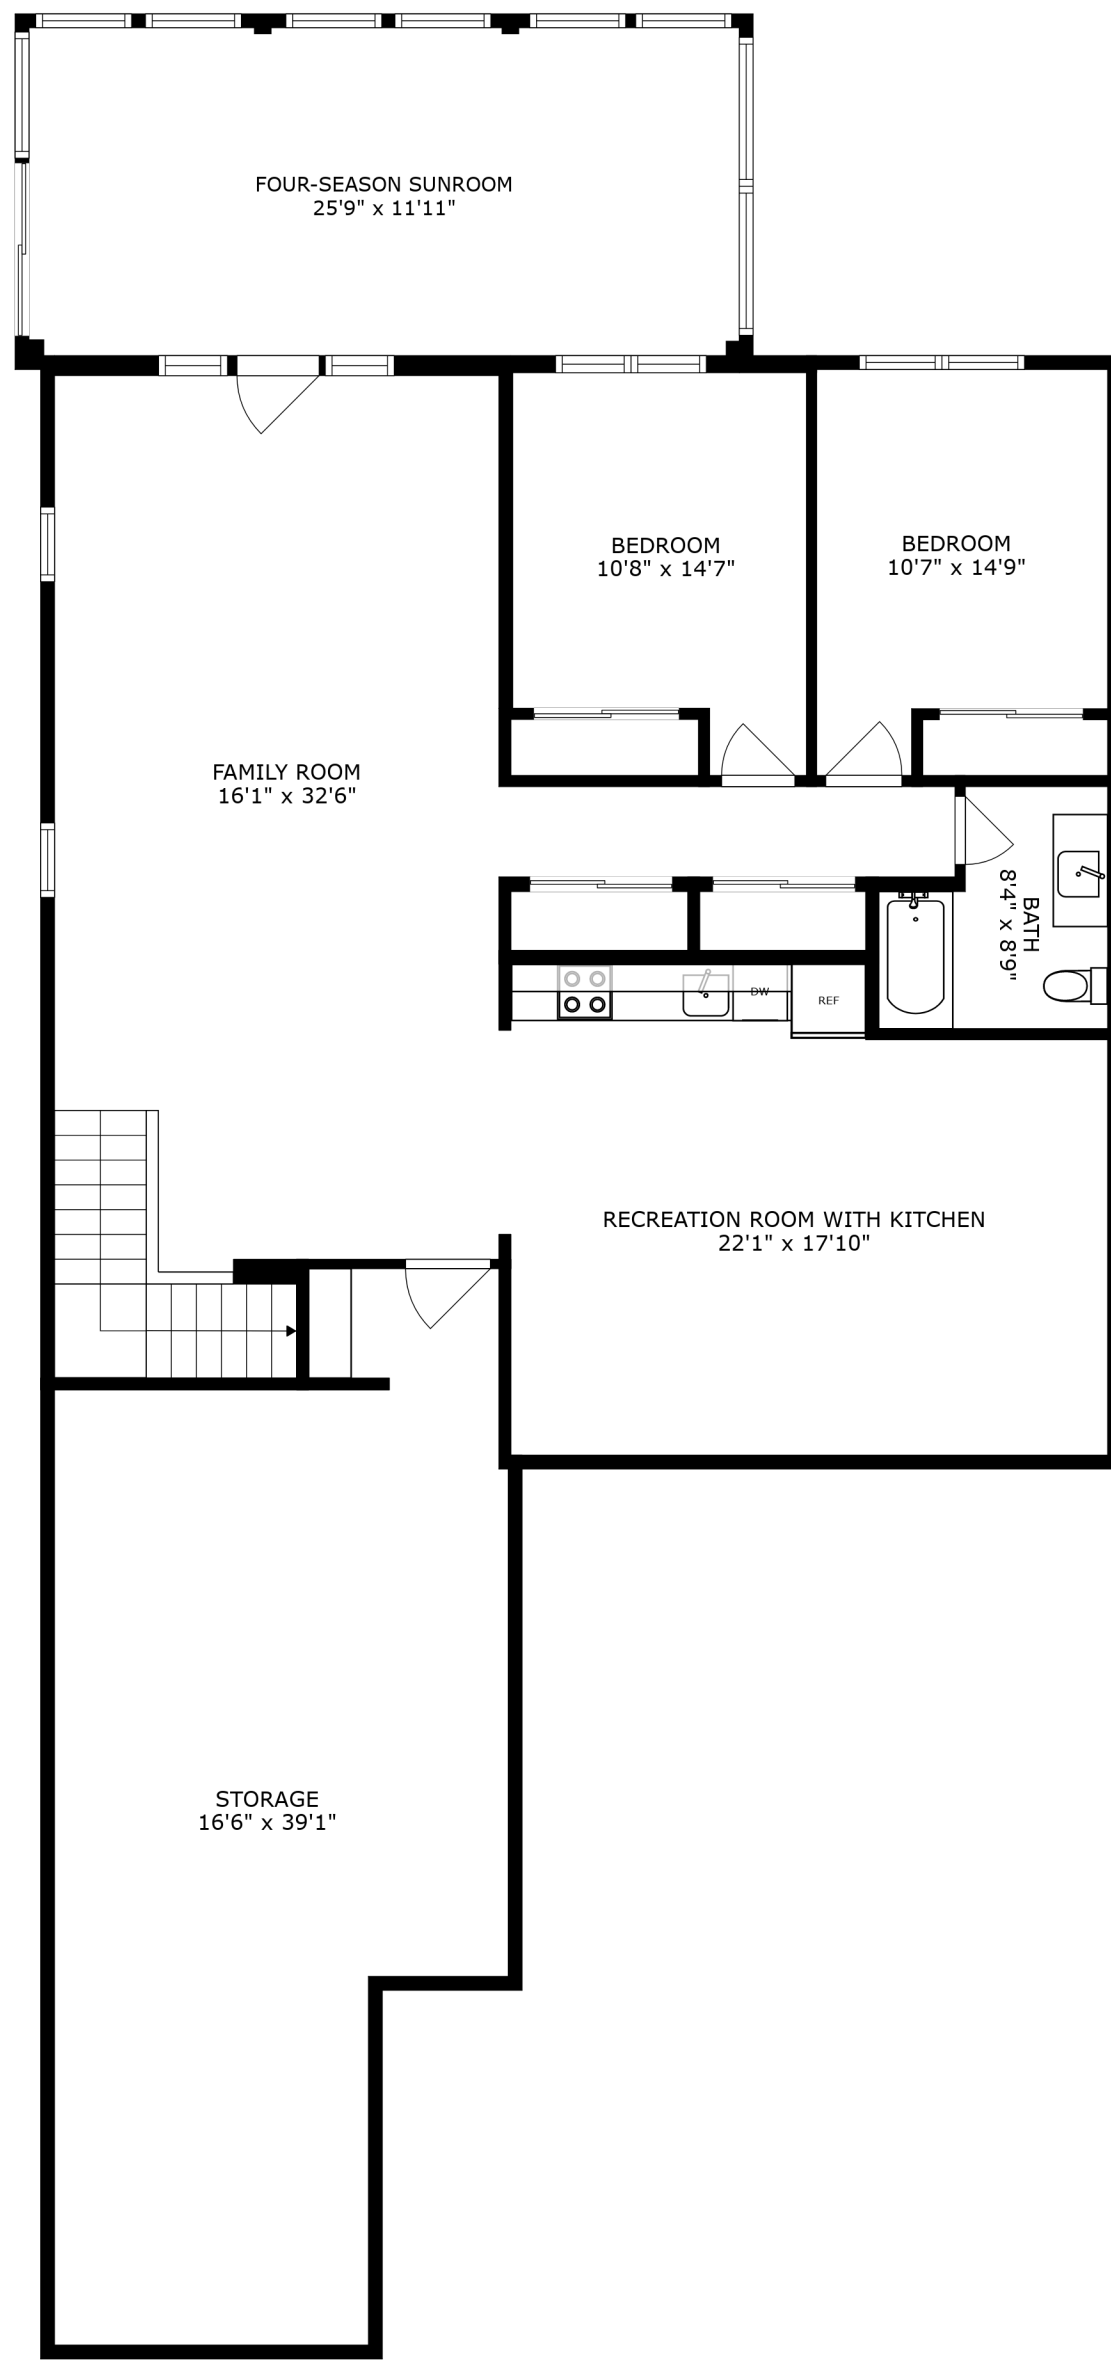 FOUR-SEASON SUNROOM
25'9" x 11'11"
BEDROOM
10'8" x 14'7"
BEDROOM
10'7" x 14'9"
FAMILY ROOM
16'1" x 32'6"
BATH
8'4" x 8'9"
DW
REF
RECREATION ROOM WITH KITCHEN
22'1" x 17'10"
STORAGE
16'6" x 39'1"